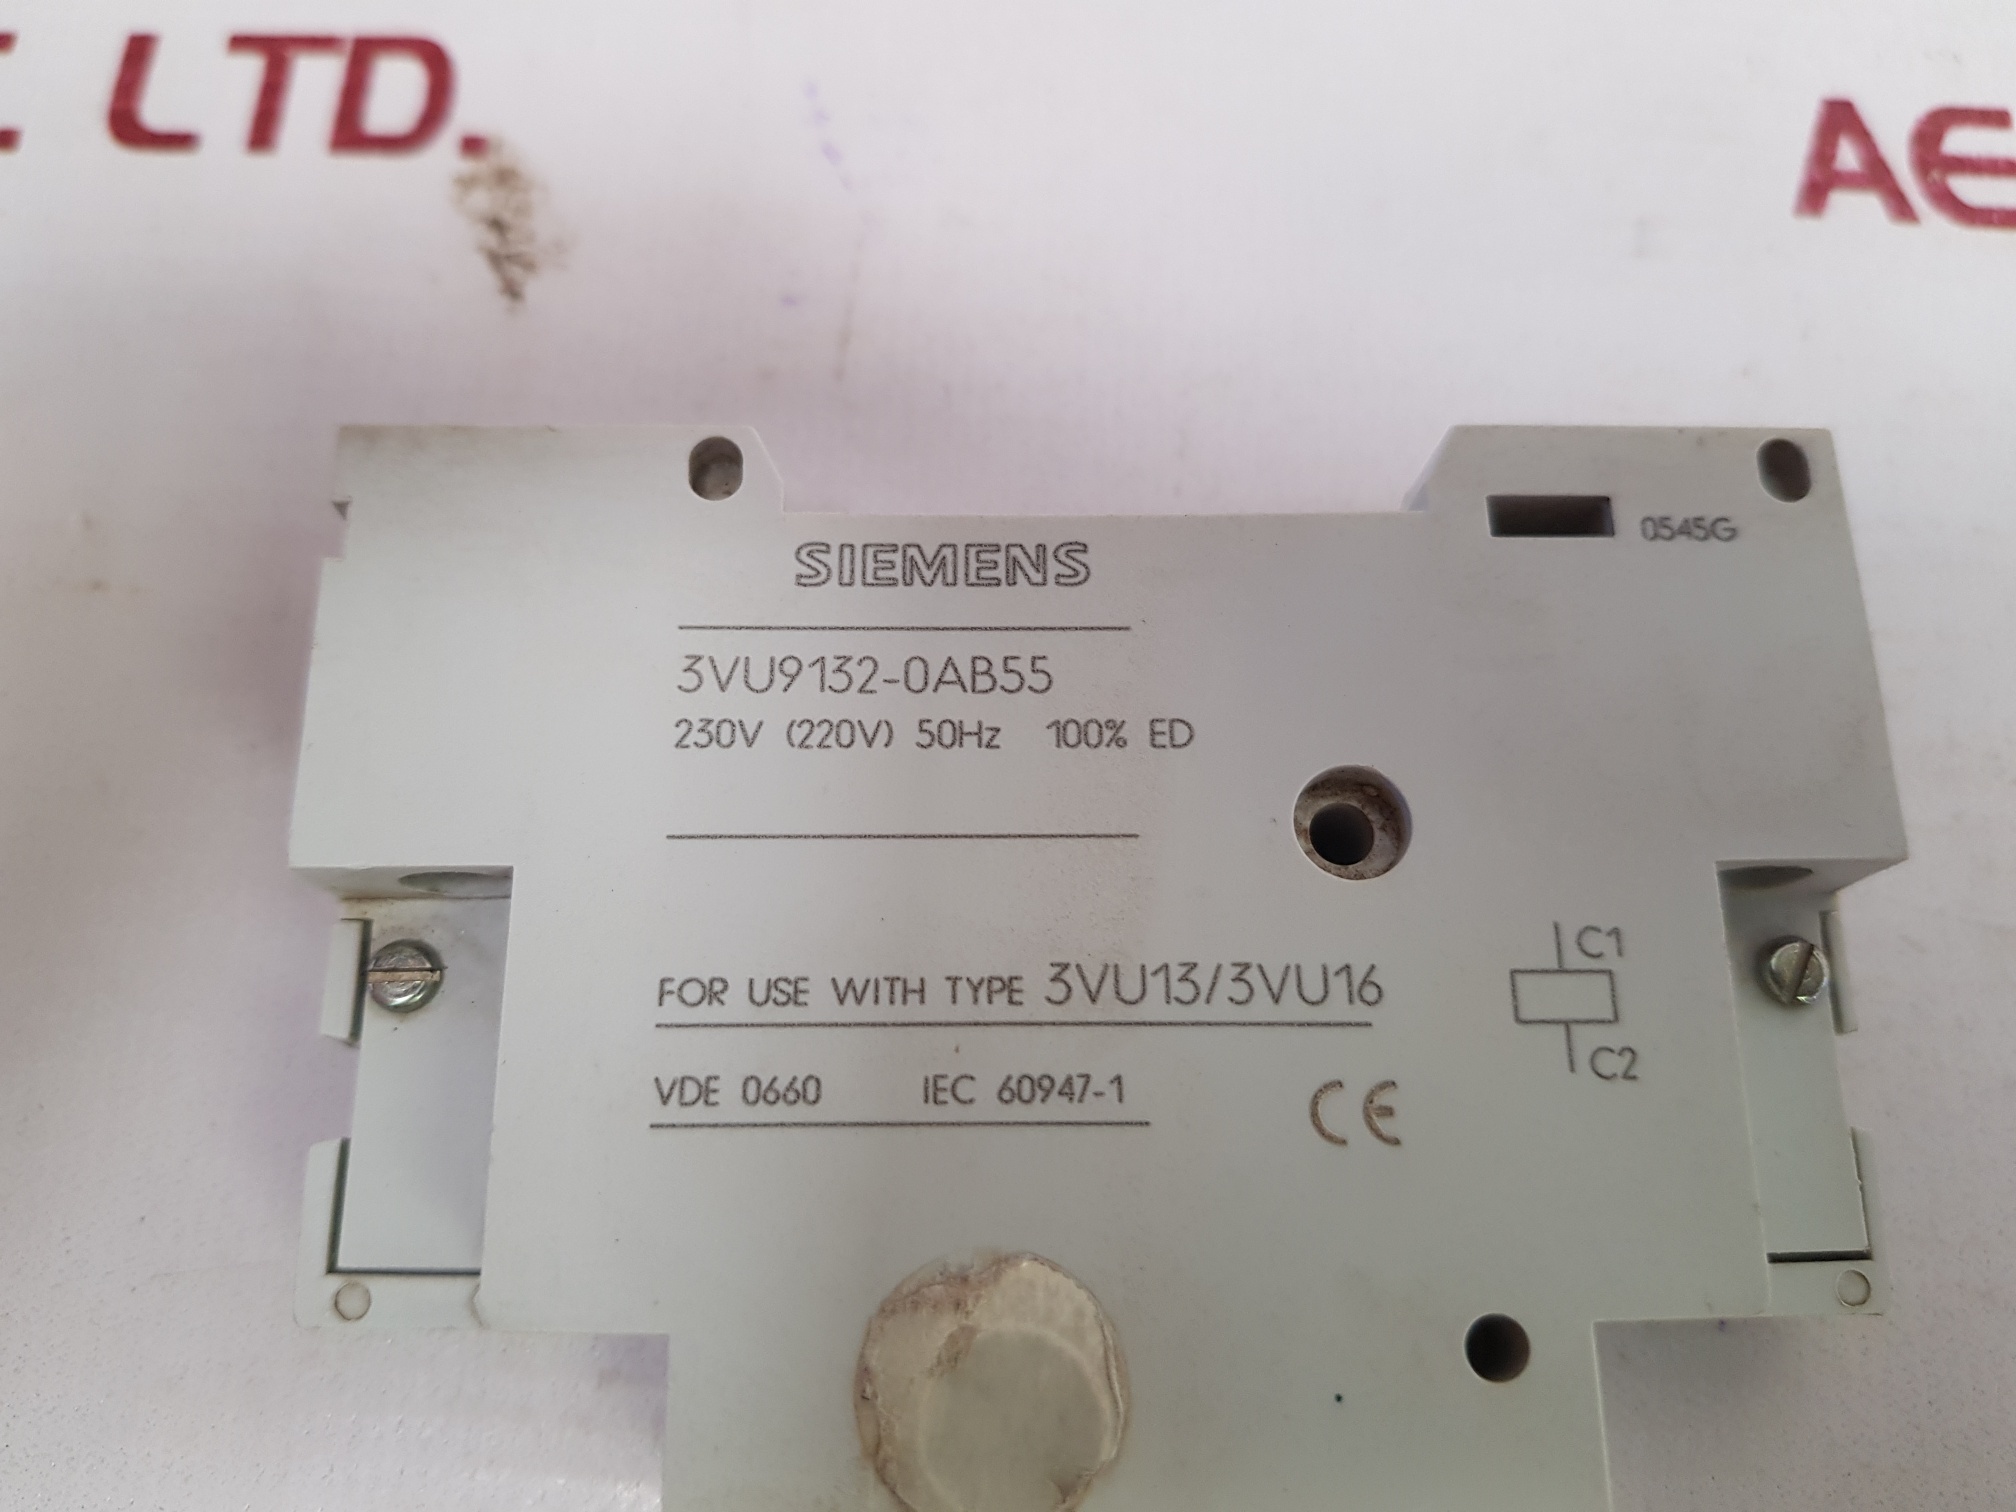 LTD.
AE
SIEMENS
0545G
3VU9132-0AB55
230V (220V) 50Hz 100% ED
FOR USE WITH TYPE 3VU13/3VU16
C1
C2
VDE 0660 IEC 60947-1
CE